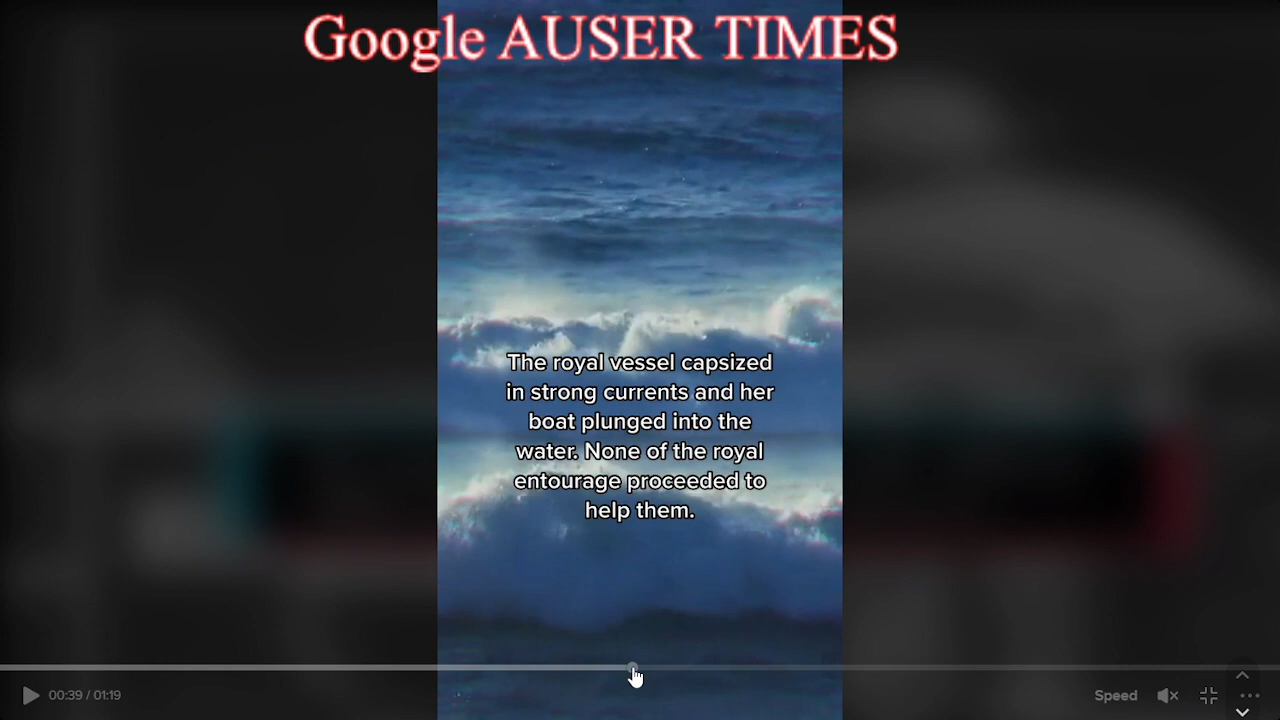 Google AUSER TIMES
The royal vessel capsized
in strong currents and her
boat plunged into the
water. None of the royal
entourage proceeded to
help them.
00:39 / 01:19
Speed